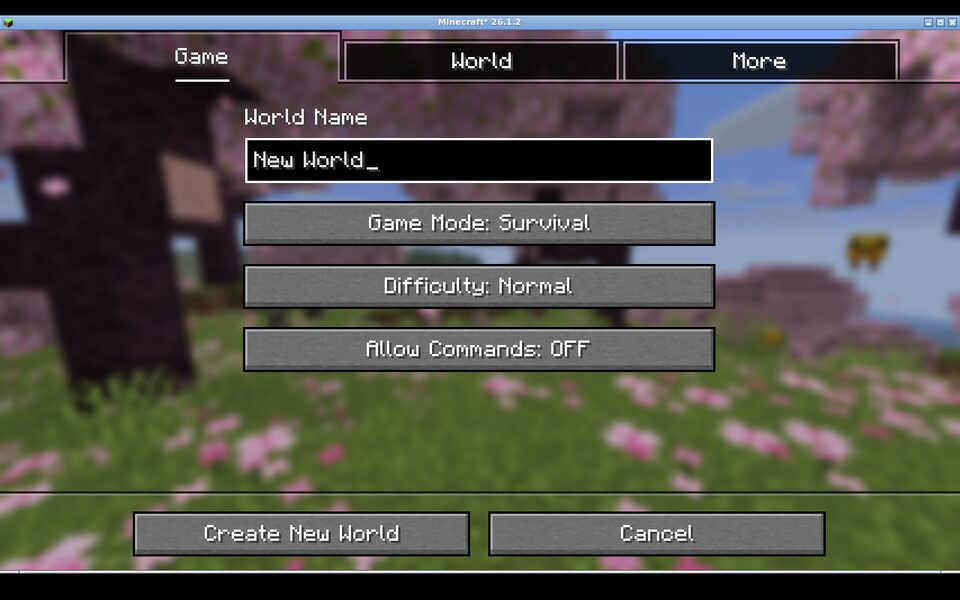 Minecraft* 26.1.2
Game
World
More
World Name
New World_
Game Mode: Survival
Difficulty: Normal
Allow Commands: OFF
Create New World
Cancel